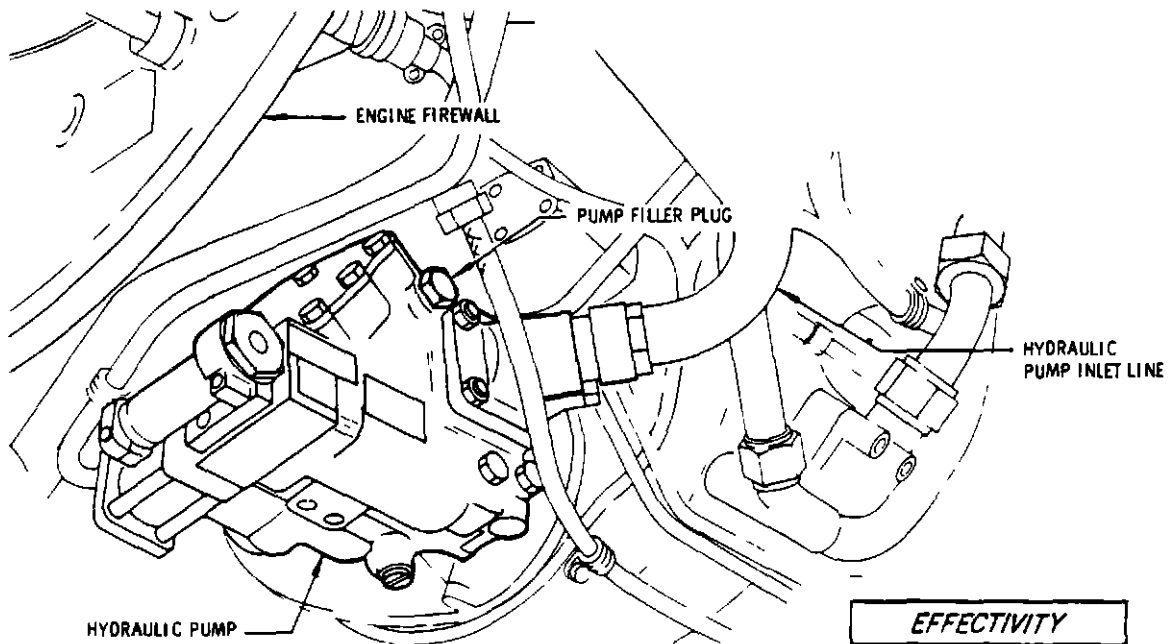 ENGINE FIREWALL
PUMP FILLER PLUG
HYDRAULIC
PUMP INLET LINE
HYDRAULIC PUMP
EFFECTIVITY